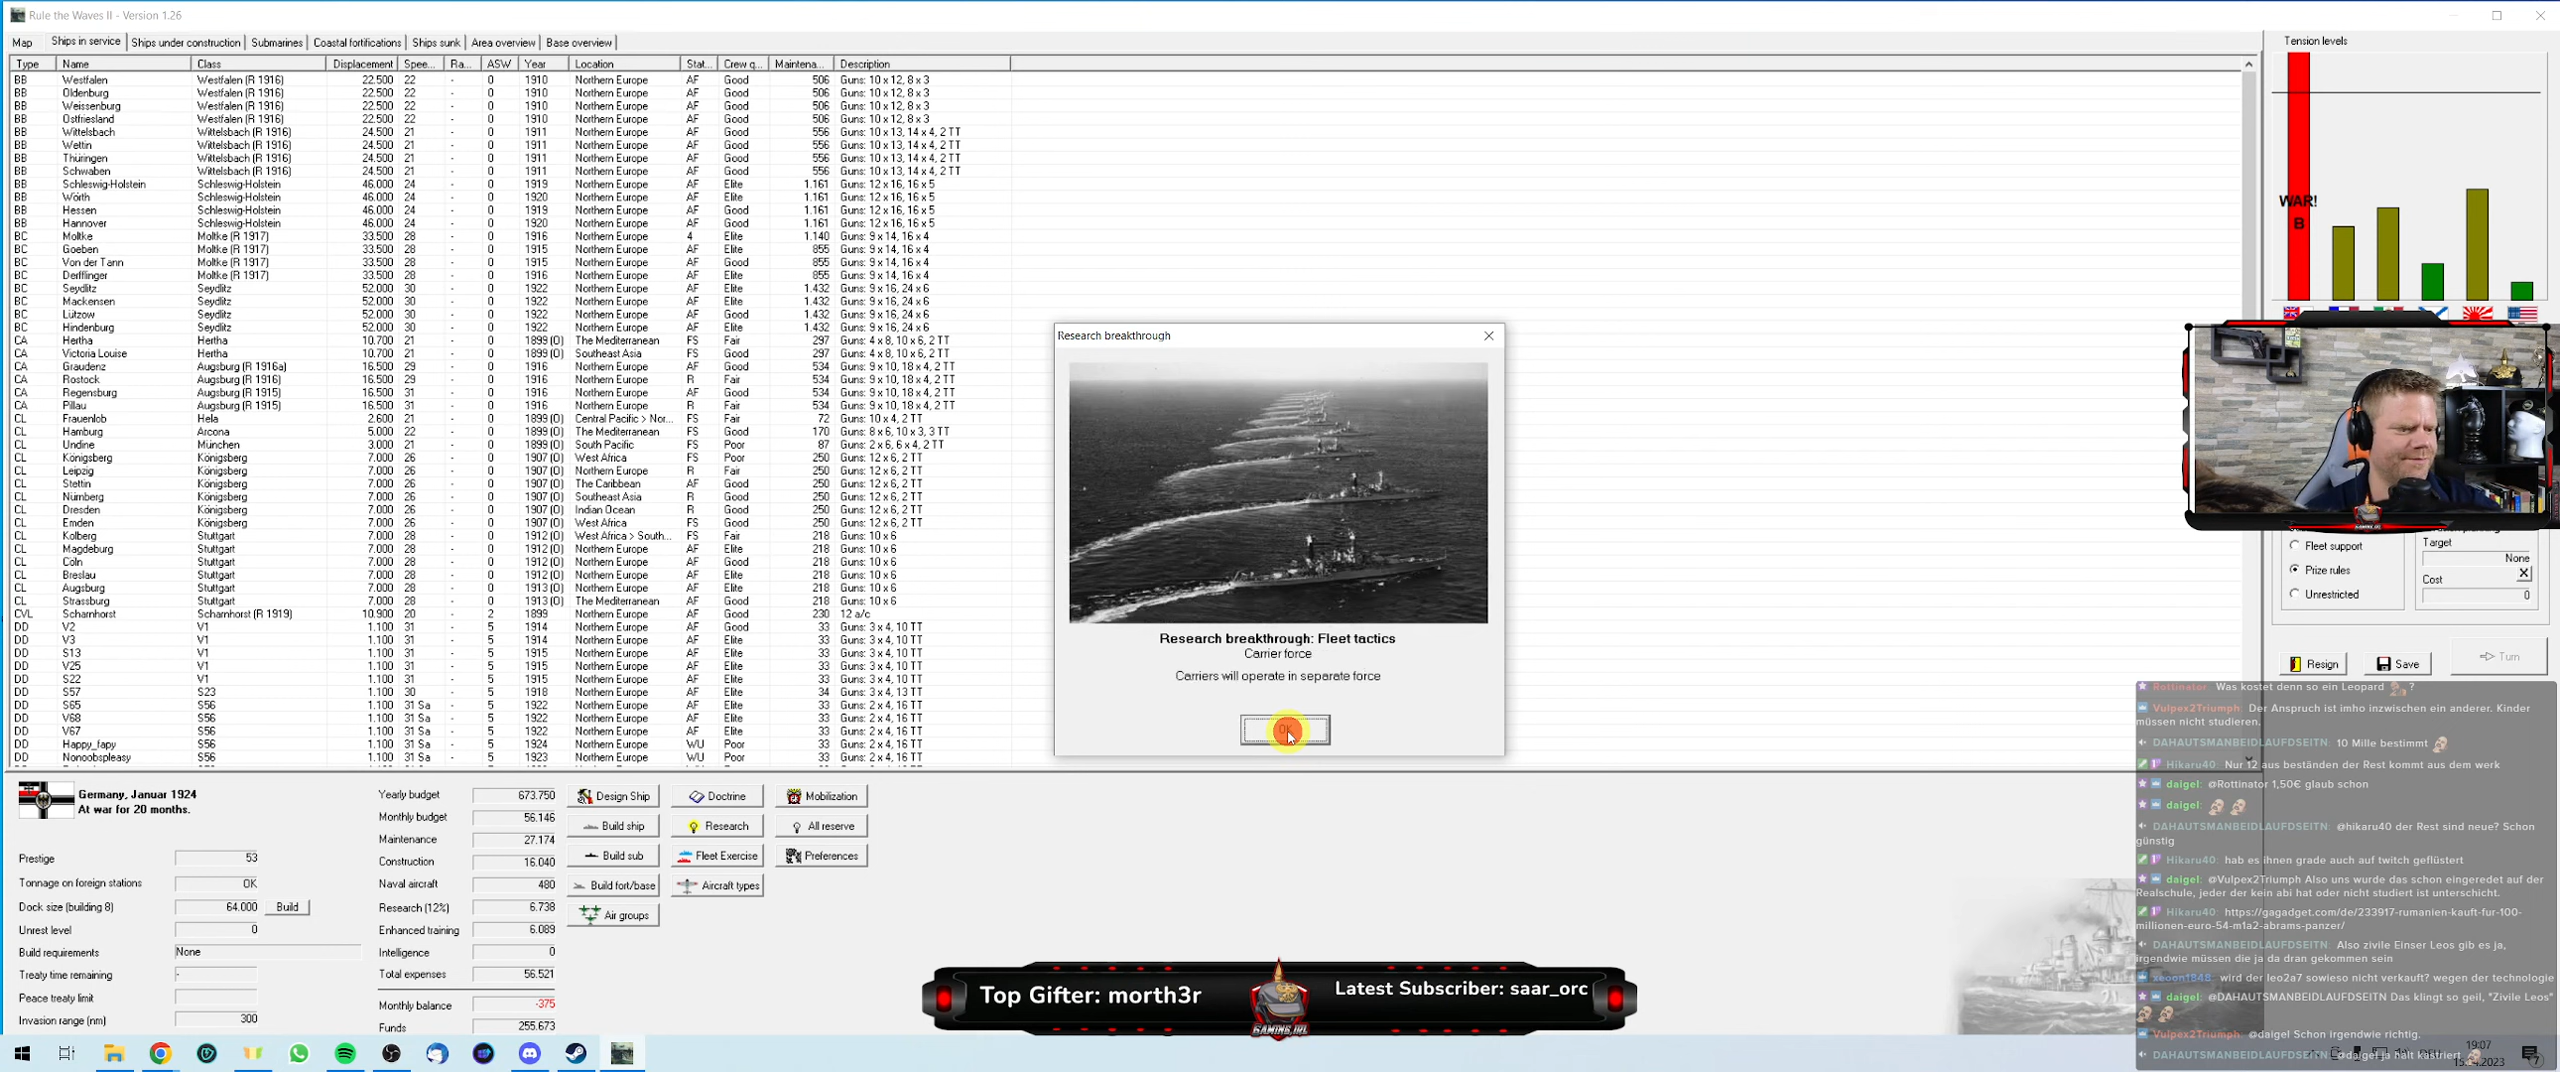 Rule the Waves II - Version 1.26
Map Ships in service Ships under construction Submarines Coastal fortifications Ships sunk Area overview Base overview
Type Name Class Displacement Spee... Ra... ASW Year Location Stat... Crew q... Maintena... Description
BB Westfalen Westfalen (R 1916) 22.500 22 - 0 1910 Northern Europe AF Good 506 Guns: 10 x 12, 8 x 3
BB Oldenburg Westfalen (R 1916) 22.500 22 - 0 1910 Northern Europe AF Good 506 Guns: 10 x 12, 8 x 3
BB Weissenburg Westfalen (R 1916) 22.500 22 - 0 1910 Northern Europe AF Good 506 Guns: 10 x 12, 8 x 3
BB Ostfriesland Westfalen (R 1916) 22.500 22 - 0 1910 Northern Europe AF Good 506 Guns: 10 x 12, 8 x 3
BB Wittelsbach Wittelsbach (R 1916) 24.500 21 - 0 1911 Northern Europe AF Good 556 Guns: 10 x 13, 14 x 4, 2 TT
BB Wettin Wittelsbach (R 1916) 24.500 21 - 0 1911 Northern Europe AF Good 556 Guns: 10 x 13, 14 x 4, 2 TT
BB Thüringen Wittelsbach (R 1916) 24.500 21 - 0 1911 Northern Europe AF Good 556 Guns: 10 x 13, 14 x 4, 2 TT
BB Schwaben Wittelsbach (R 1916) 24.500 21 - 0 1911 Northern Europe AF Good 556 Guns: 10 x 13, 14 x 4, 2 TT
BB Schleswig-Holstein Schleswig-Holstein 46.000 24 - 0 1919 Northern Europe AF Elite 1.161 Guns: 12 x 16, 16 x 5
BB Wörth Schleswig-Holstein 46.000 24 - 0 1920 Northern Europe AF Elite 1.161 Guns: 12 x 16, 16 x 5
BB Hessen Schleswig-Holstein 46.000 24 - 0 1919 Northern Europe AF Good 1.161 Guns: 12 x 16, 16 x 5
BB Hannover Schleswig-Holstein 46.000 24 - 0 1920 Northern Europe AF Good 1.161 Guns: 12 x 16, 16 x 5
BC Moltke Moltke (R 1917) 33.500 28 - 0 1916 Northern Europe 4 Elite 1.140 Guns: 9 x 14, 16 x 4
BC Goeben Moltke (R 1917) 33.500 28 - 0 1915 Northern Europe AF Elite 855 Guns: 9 x 14, 16 x 4
BC Von der Tann Moltke (R 1917) 33.500 28 - 0 1915 Northern Europe AF Good 855 Guns: 9 x 14, 16 x 4
BC Derfflinger Moltke (R 1917) 33.500 28 - 0 1916 Northern Europe AF Elite 855 Guns: 9 x 14, 16 x 4
BC Seydlitz Seydlitz 52.000 30 - 0 1922 Northern Europe AF Elite 1.432 Guns: 9 x 16, 24 x 6
BC Mackensen Seydlitz 52.000 30 - 0 1922 Northern Europe AF Elite 1.432 Guns: 9 x 16, 24 x 6
BC Lützow Seydlitz 52.000 30 - 0 1922 Northern Europe AF Good 1.432 Guns: 9 x 16, 24 x 6
BC Hindenburg Seydlitz 52.000 30 - 0 1922 Northern Europe AF Elite 1.432 Guns: 9 x 16, 24 x 6
CA Hertha Hertha 10.700 21 - 0 1899 (O) The Mediterranean FS Fair 297 Guns: 4 x 8, 10 x 6, 2 TT
CA Victoria Louise Hertha 10.700 21 - 0 1899 (O) Southeast Asia FS Good 297 Guns: 4 x 8, 10 x 6, 2 TT
CA Graudenz Augsburg (R 1916a) 16.500 29 - 0 1916 Northern Europe AF Good 534 Guns: 9 x 10, 18 x 4, 2 TT
CA Rostock Augsburg (R 1916) 16.500 29 - 0 1916 Northern Europe R Fair 534 Guns: 9 x 10, 18 x 4, 2 TT
CA Regensburg Augsburg (R 1915) 16.500 31 - 0 1916 Northern Europe AF Good 534 Guns: 9 x 10, 18 x 4, 2 TT
CA Pillau Augsburg (R 1915) 16.500 31 - 0 1916 Northern Europe R Fair 534 Guns: 9 x 10, 18 x 4, 2 TT
CL Frauenlob Hela 2.600 21 - 0 1899 (O) Central Pacific > Nor... FS Fair 72 Guns: 10 x 4, 2 TT
CL Hamburg Arcona 5.000 22 - 0 1899 (O) The Mediterranean FS Good 170 Guns: 8 x 6, 10 x 3, 3 TT
CL Undine München 3.000 21 - 0 1899 (O) South Pacific FS Poor 87 Guns: 2 x 6, 6 x 4, 2 TT
CL Königsberg Königsberg 7.000 26 - 0 1907 (O) West Africa FS Poor 250 Guns: 12 x 6, 2 TT
CL Leipzig Königsberg 7.000 26 - 0 1907 (O) Northern Europe R Fair 250 Guns: 12 x 6, 2 TT
CL Stettin Königsberg 7.000 26 - 0 1907 (O) The Caribbean AF Good 250 Guns: 12 x 6, 2 TT
CL Nürnberg Königsberg 7.000 26 - 0 1907 (O) Southeast Asia R Good 250 Guns: 12 x 6, 2 TT
CL Dresden Königsberg 7.000 26 - 0 1907 (O) Indian Ocean R Good 250 Guns: 12 x 6, 2 TT
CL Emden Königsberg 7.000 26 - 0 1907 (O) West Africa FS Good 250 Guns: 12 x 6, 2 TT
CL Kolberg Stuttgart 7.000 28 - 0 1912 (O) West Africa > South... FS Fair 218 Guns: 10 x 6
CL Magdeburg Stuttgart 7.000 28 - 0 1912 (O) Northern Europe AF Elite 218 Guns: 10 x 6
CL Cöln Stuttgart 7.000 28 - 0 1912 (O) Northern Europe AF Good 218 Guns: 10 x 6
CL Breslau Stuttgart 7.000 28 - 0 1912 (O) Northern Europe AF Elite 218 Guns: 10 x 6
CL Augsburg Stuttgart 7.000 28 - 0 1913 (O) Northern Europe AF Elite 218 Guns: 10 x 6
CL Strassburg Stuttgart 7.000 28 - 0 1913 (O) The Mediterranean AF Good 218 Guns: 10 x 6
CVL Scharnhorst Scharnhorst (R 1919) 10.900 20 - 2 1899 Northern Europe AF Good 230 12 a/c
DD V2 V1 1.100 31 - 5 1914 Northern Europe AF Good 33 Guns: 3 x 4, 10 TT
DD V3 V1 1.100 31 - 5 1914 Northern Europe AF Elite 33 Guns: 3 x 4, 10 TT
DD S13 V1 1.100 31 - 5 1915 Northern Europe AF Elite 33 Guns: 3 x 4, 10 TT
DD V25 V1 1.100 31 - 5 1915 Northern Europe AF Elite 33 Guns: 3 x 4, 10 TT
DD S22 V1 1.100 31 - 5 1915 Northern Europe AF Elite 33 Guns: 3 x 4, 10 TT
DD S57 S23 1.100 30 - 5 1918 Northern Europe AF Elite 34 Guns: 3 x 4, 13 TT
DD S65 S56 1.100 31 Sa - 5 1922 Northern Europe AF Elite 33 Guns: 2 x 4, 16 TT
DD V68 S56 1.100 31 Sa - 5 1922 Northern Europe AF Elite 33 Guns: 2 x 4, 16 TT
DD V67 S56 1.100 31 Sa - 5 1922 Northern Europe AF Elite 33 Guns: 2 x 4, 16 TT
DD Happy_fapy S56 1.100 31 Sa - 5 1924 Northern Europe WU Poor 33 Guns: 2 x 4, 16 TT
DD Nonoobspleasy S56 1.100 31 Sa - 5 1923 Northern Europe WU Poor 33 Guns: 2 x 4, 16 TT
Research breakthrough
Research breakthrough: Fleet tactics
Carrier force
Carriers will operate in separate force
Tension levels
WAR!
B
Target
Fleet support
None
Prize rules
Cost X
Unrestricted 0
Resign Save Turn
Germany, Januar 1924
At war for 20 months.
Prestige 53
Tonnage on foreign stations OK
Dock size (building 8) 64.000 Build
Unrest level 0
Build requirements None
Treaty time remaining -
Peace treaty limit
Invasion range (nm) 300
Yearly budget 673.750
Monthly budget 56.146
Maintenance 27.174
Construction 16.040
Naval aircraft 480
Research (12%) 6.738
Enhanced training 6.089
Intelligence 0
Total expenses 56.521
Monthly balance -375
Funds 255.673
Design Ship Doctrine Mobilization
Build ship Research All reserve
Build sub Fleet Exercise Preferences
Build fort/base Aircraft types
Air groups
Top Gifter: morth3r
GAMING_DZL
Latest Subscriber: saar_orc
Rottinator: Was kostet denn so ein Leopard ?
Vulpex2Triumph: Der Anspruch ist imho inzwischen ein anderer. Kinder
müssen nicht studieren.
DAHAUTSMANBEIDLAUFDSEITN: 10 Mille bestimmt
Hikaru40: Nur 12 aus beständen der Rest kommt aus dem werk
daigel: @Rottinator 1,50€ glaub schon
daigel:
DAHAUTSMANBEIDLAUFDSEITN: @hikaru40 der Rest sind neue? Schon
günstig
Hikaru40: hab es ihnen grade auch auf twitch geflüstert
daigel: @Vulpex2Triumph Also uns wurde das schon eingeredet auf der
Realschule, jeder der kein abi hat oder nicht studiert ist unterschicht.
Hikaru40: https://gagadget.com/de/233917-rumanien-kauft-fur-100-
millionen-euro-54-m1a2-abrams-panzer/
DAHAUTSMANBEIDLAUFDSEITN: Also zivile Einser Leos gib es ja,
irgendwie müssen die ja da dran gekommen sein
xeoon1848: wird der leo2a7 sowieso nicht verkauft? wegen der technologie
daigel: @DAHAUTSMANBEIDLAUFDSEITN Das klingt so geil, "Zivile Leos"
Vulpex2Triumph: @daigel Schon irgendwie richtig.
DAHAUTSMANBEIDLAUFDSEITN: @daigel ja halt kastriert
19:07